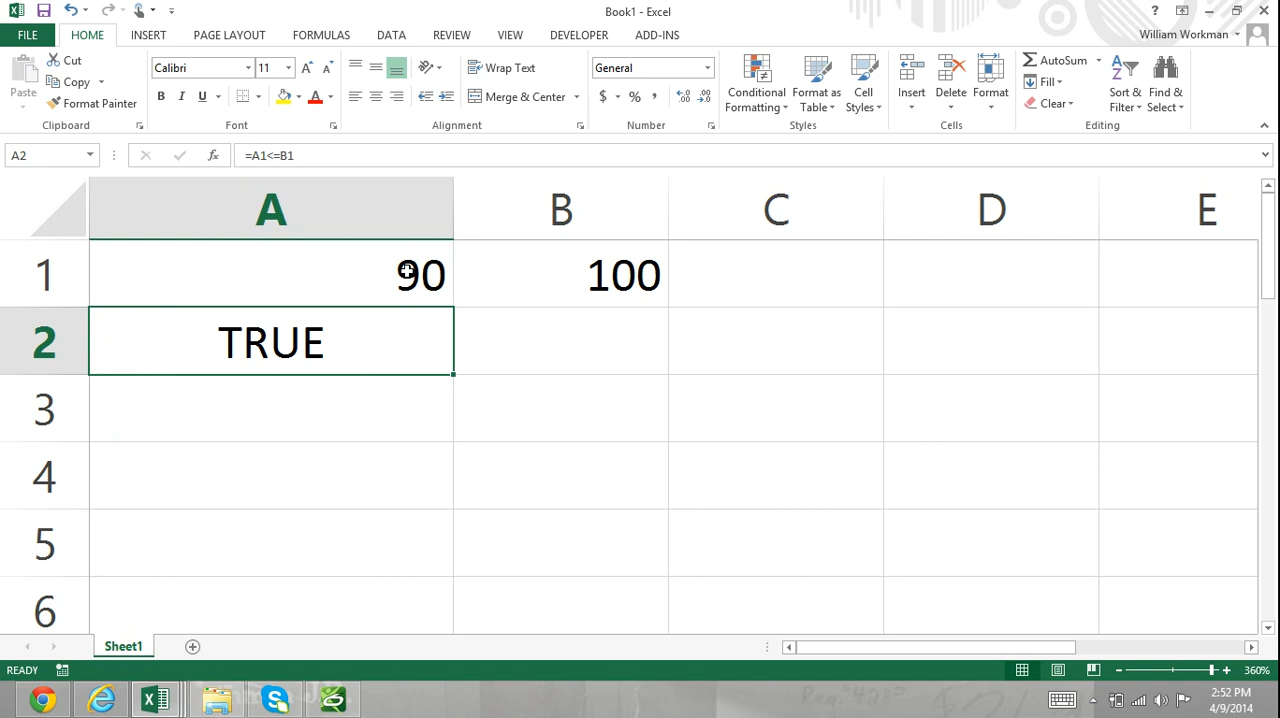 Book1 - Excel
?
FILE HOME INSERT PAGE LAYOUT FORMULAS DATA REVIEW VIEW DEVELOPER ADD-INS
William Workman
Paste
Cut
Copy
Format Painter
Clipboard
Calibri 11
B I U
Font
Wrap Text
Merge & Center
Alignment
General
$ % ,
Number
Conditional
Formatting
Format as
Table
Cell
Styles
Styles
Insert
Delete
Format
Cells
AutoSum
Fill
Clear
Sort &
Filter
Find &
Select
Editing
A2 fx =A1<=B1
A B C D E
1 90 100
2 TRUE
3
4
5
6
Sheet1
READY 360%
2:52 PM
4/9/2014